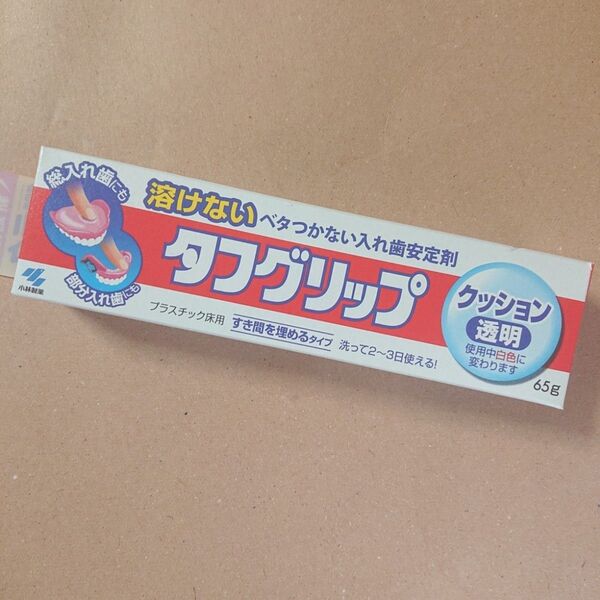 総入れ歯にも
部分入れ歯にも
小林製薬
溶けない ベタつかない入れ歯安定剤
タフグリップ
プラスチック床用 すき間を埋めるタイプ 洗って2〜3日使える!
クッション
透明
使用中白色に
変わります
65g